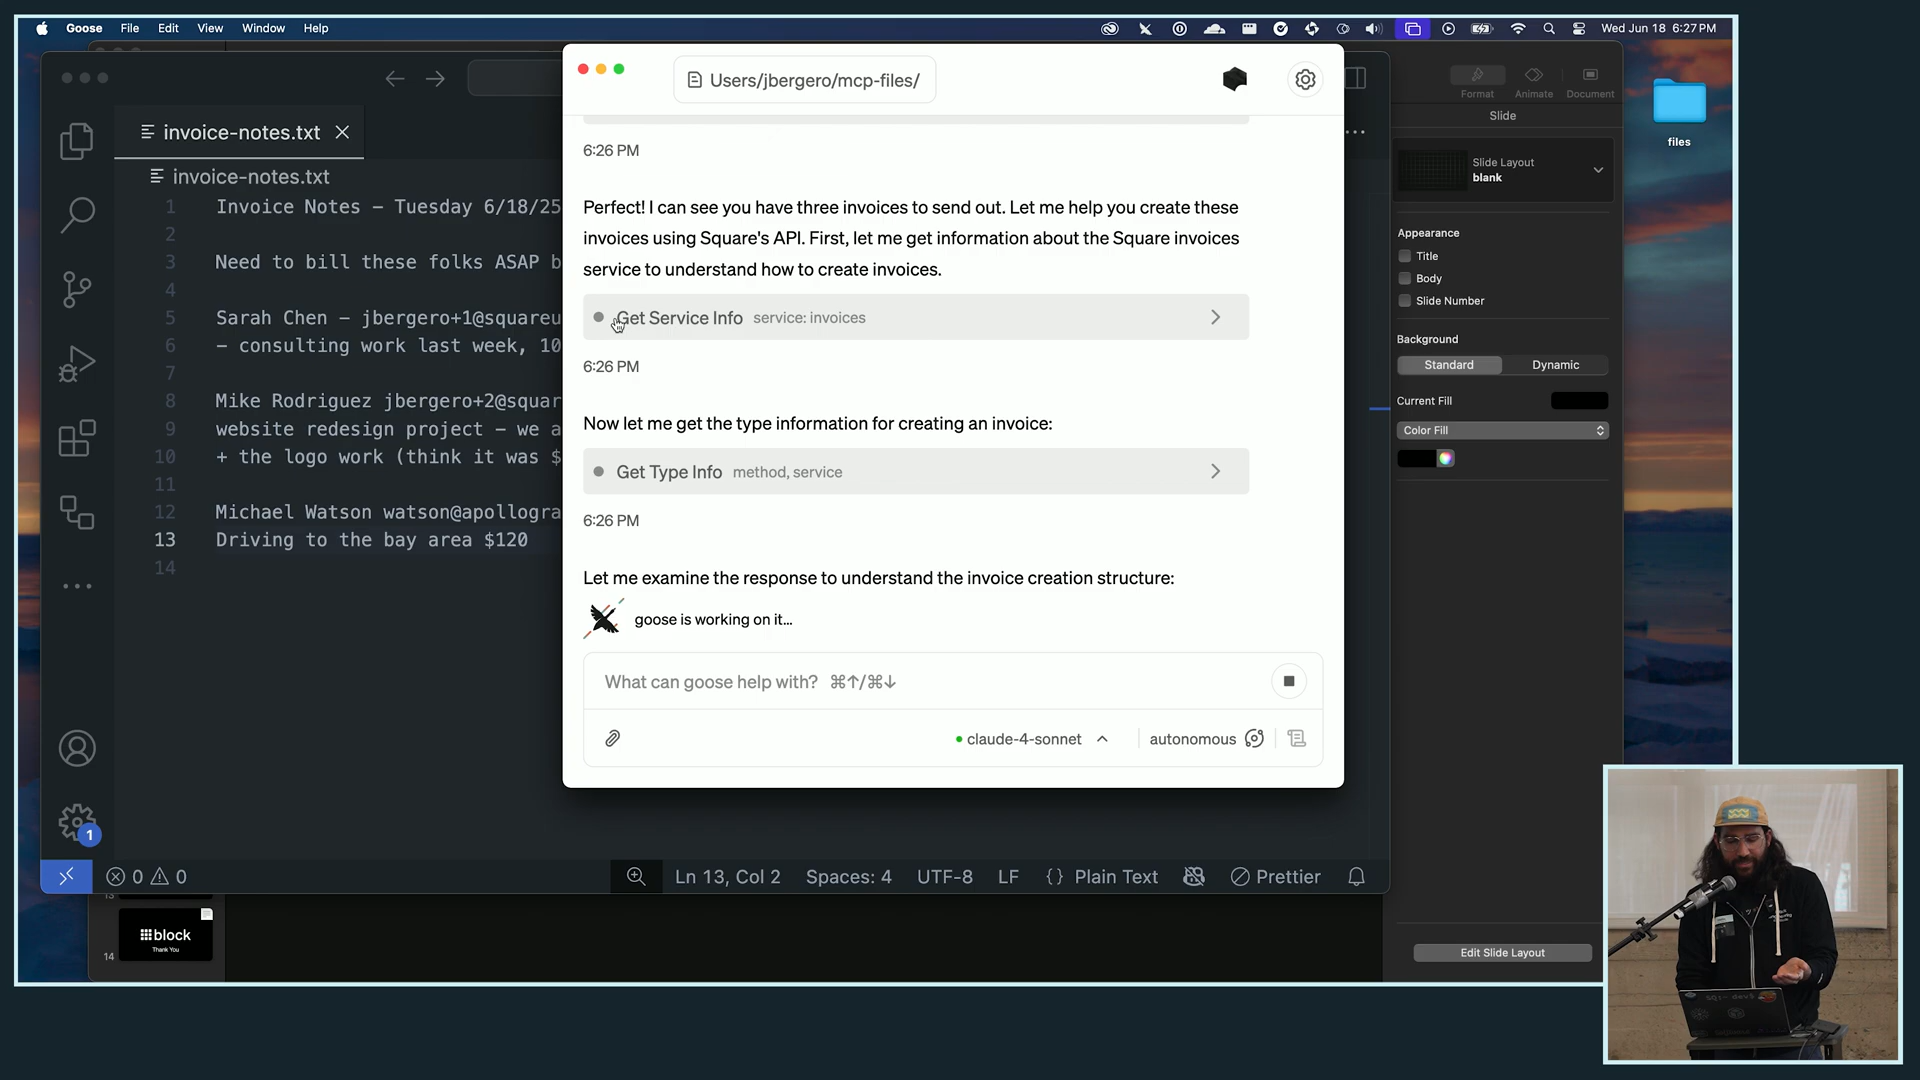 Goose File Edit View Window Help
Wed Jun 18 6:27PM
Users/jbergero/mcp-files/
invoice-notes.txt
invoice-notes.txt
1 Invoice Notes – Tuesday 6/18/25
2
3 Need to bill these folks ASAP b
4
5 Sarah Chen – jbergero+1@squareu
6 – consulting work last week, 10
7
8 Mike Rodriguez jbergero+2@squar
9 website redesign project – we a
10 + the logo work (think it was $
11
12 Michael Watson watson@apollogra
13 Driving to the bay area $120
14
6:26 PM
Perfect! I can see you have three invoices to send out. Let me help you create these
invoices using Square's API. First, let me get information about the Square invoices
service to understand how to create invoices.
Get Service Info service: invoices
6:26 PM
Now let me get the type information for creating an invoice:
Get Type Info method, service
6:26 PM
Let me examine the response to understand the invoice creation structure:
goose is working on it...
What can goose help with? ⌘↑/⌘↓
claude-4-sonnet autonomous
1
0 0
Ln 13, Col 2 Spaces: 4 UTF-8 LF {} Plain Text Prettier
13
14
block
Thank You
Format Animate Document
Slide
Slide Layout
blank
Appearance
Title
Body
Slide Number
Background
Standard Dynamic
Current Fill
Color Fill
Edit Slide Layout
files